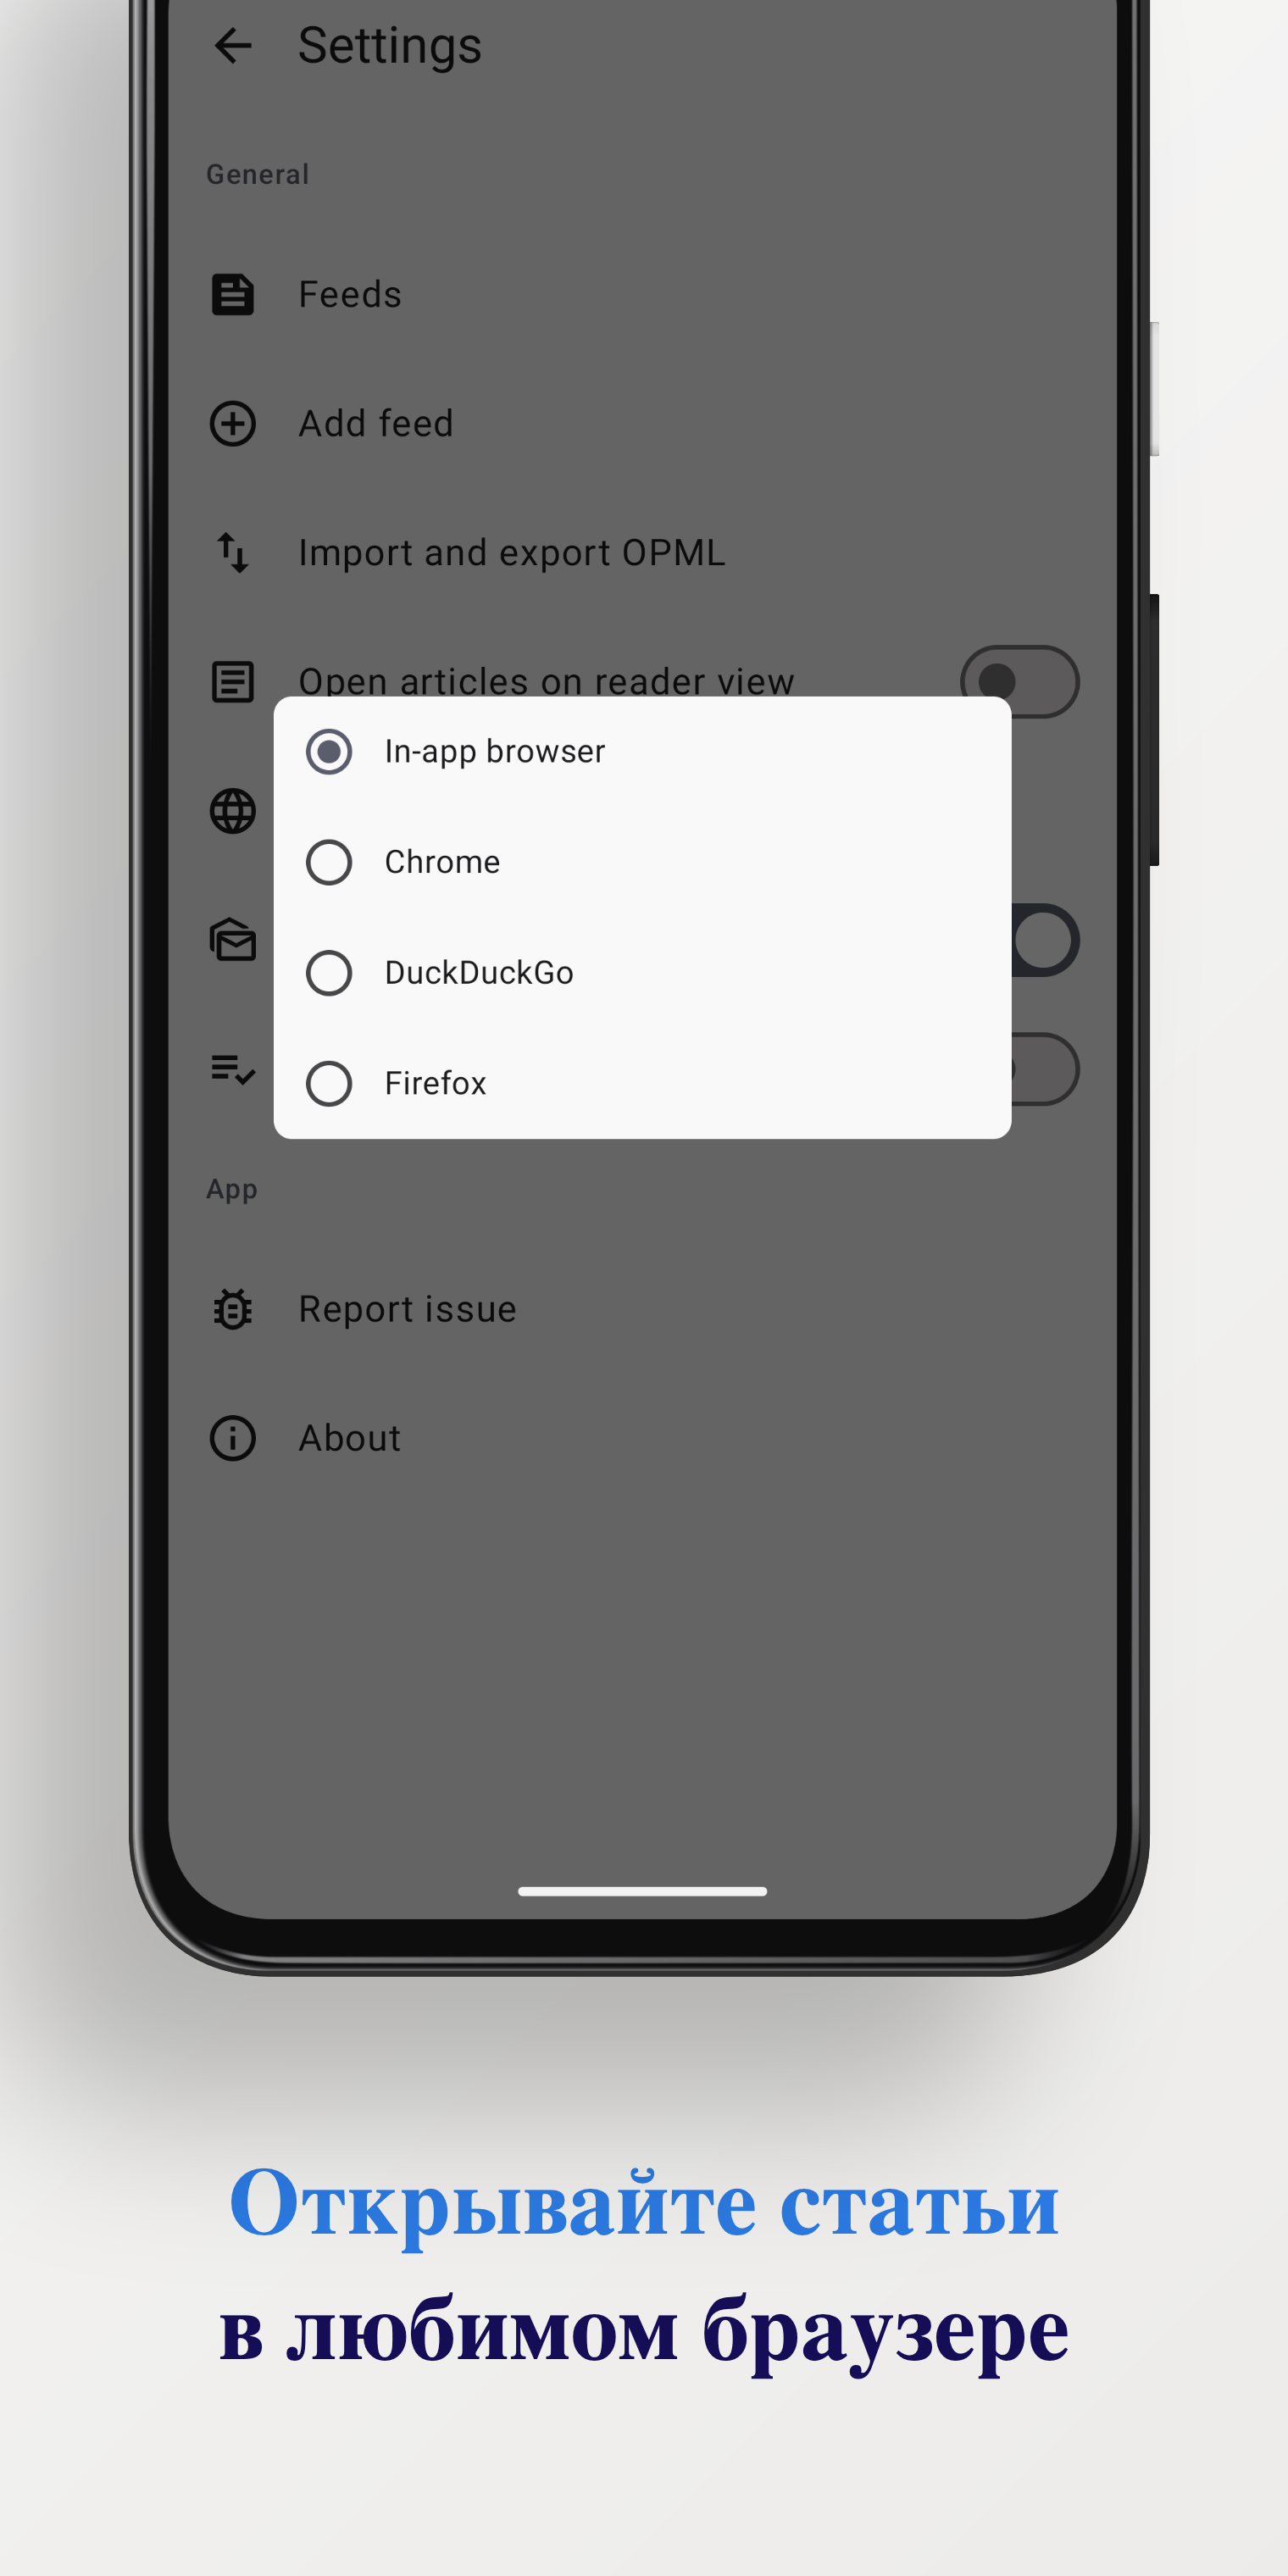 Settings
General
Feeds
Add feed
Import and export OPML
Open articles on reader view
In-app browser
Chrome
DuckDuckGo
Firefox
App
Report issue
About
Открывайте статьи
в любимом браузере